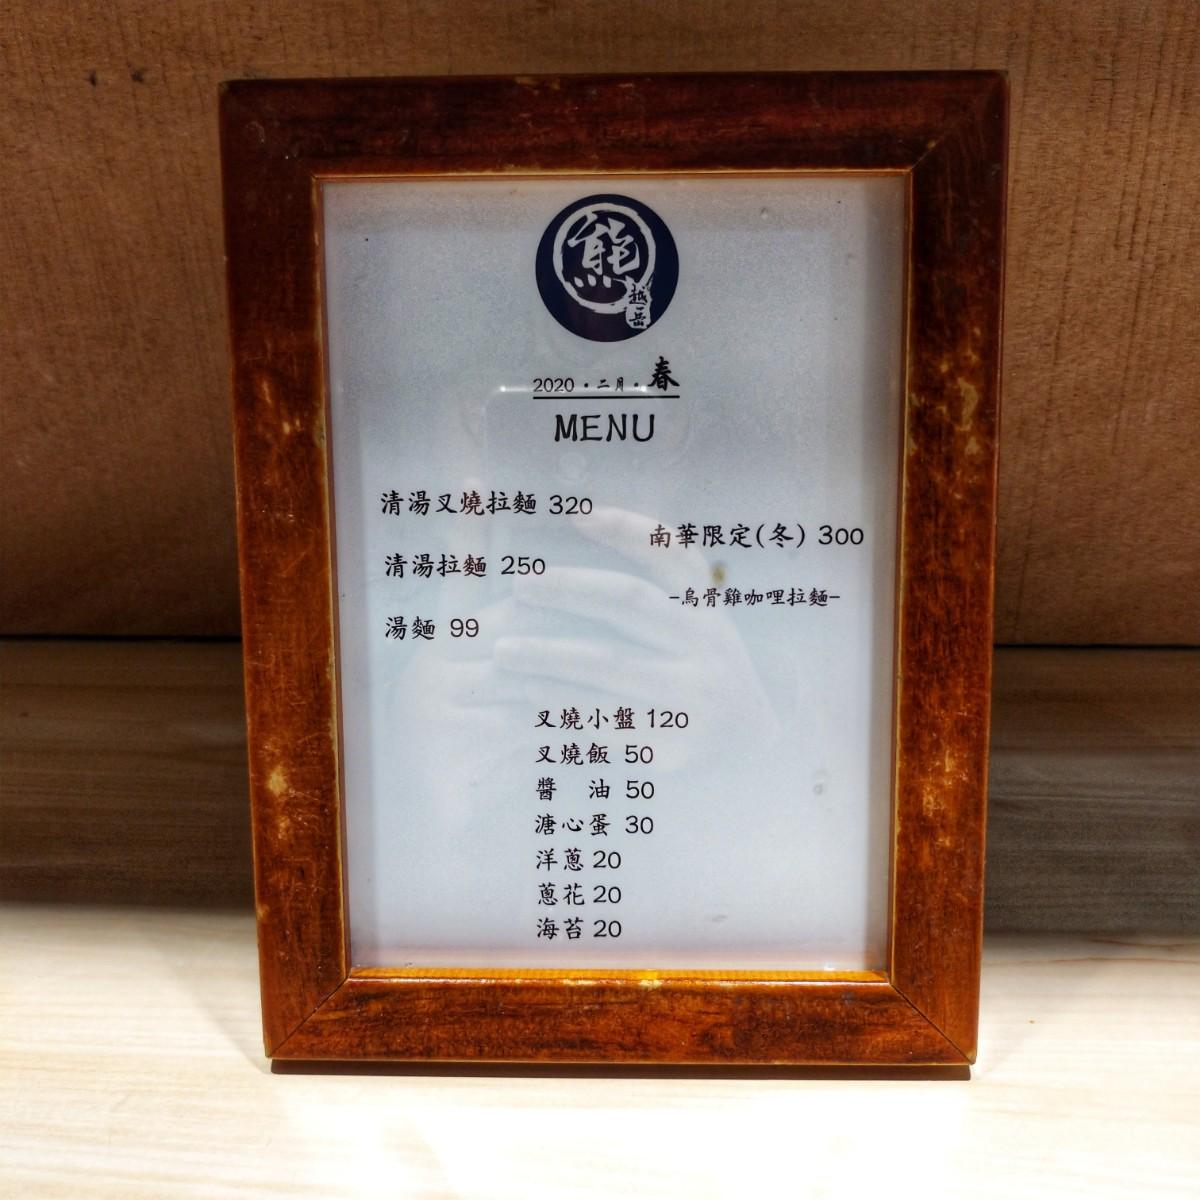 熊
越岳
2020·二月·春
MENU
清湯叉燒拉麵 320
南華限定(冬) 300
清湯拉麵 250
-烏骨雞咖哩拉麵-
湯麵 99
叉燒小盤 120
叉燒飯 50
醬 油 50
溏心蛋 30
洋蔥 20
蔥花 20
海苔 20